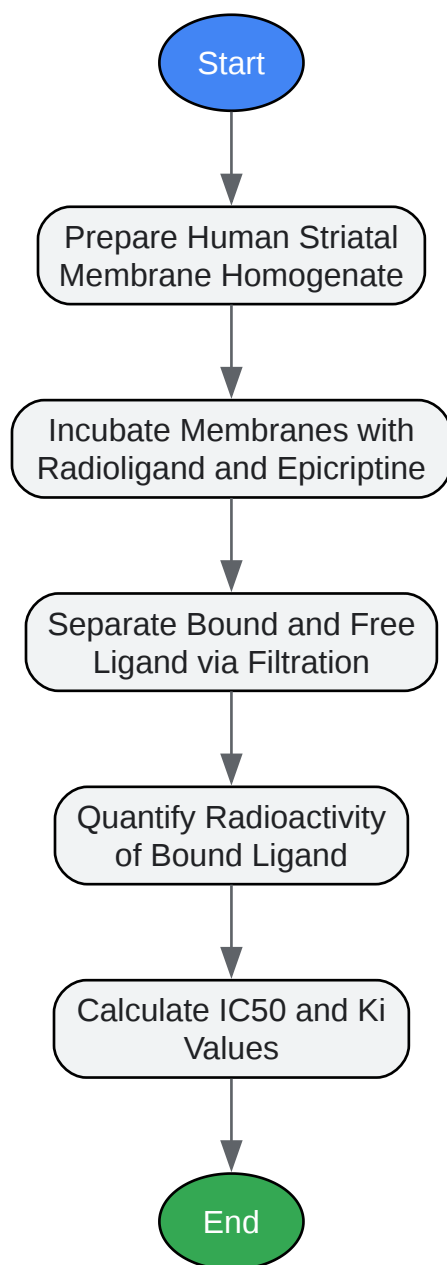 Start
Prepare Human Striatal
Membrane Homogenate
Incubate Membranes with
Radioligand and Epicriptine
Separate Bound and Free
Ligand via Filtration
Quantify Radioactivity
of Bound Ligand
Calculate IC50 and Ki
Values
End